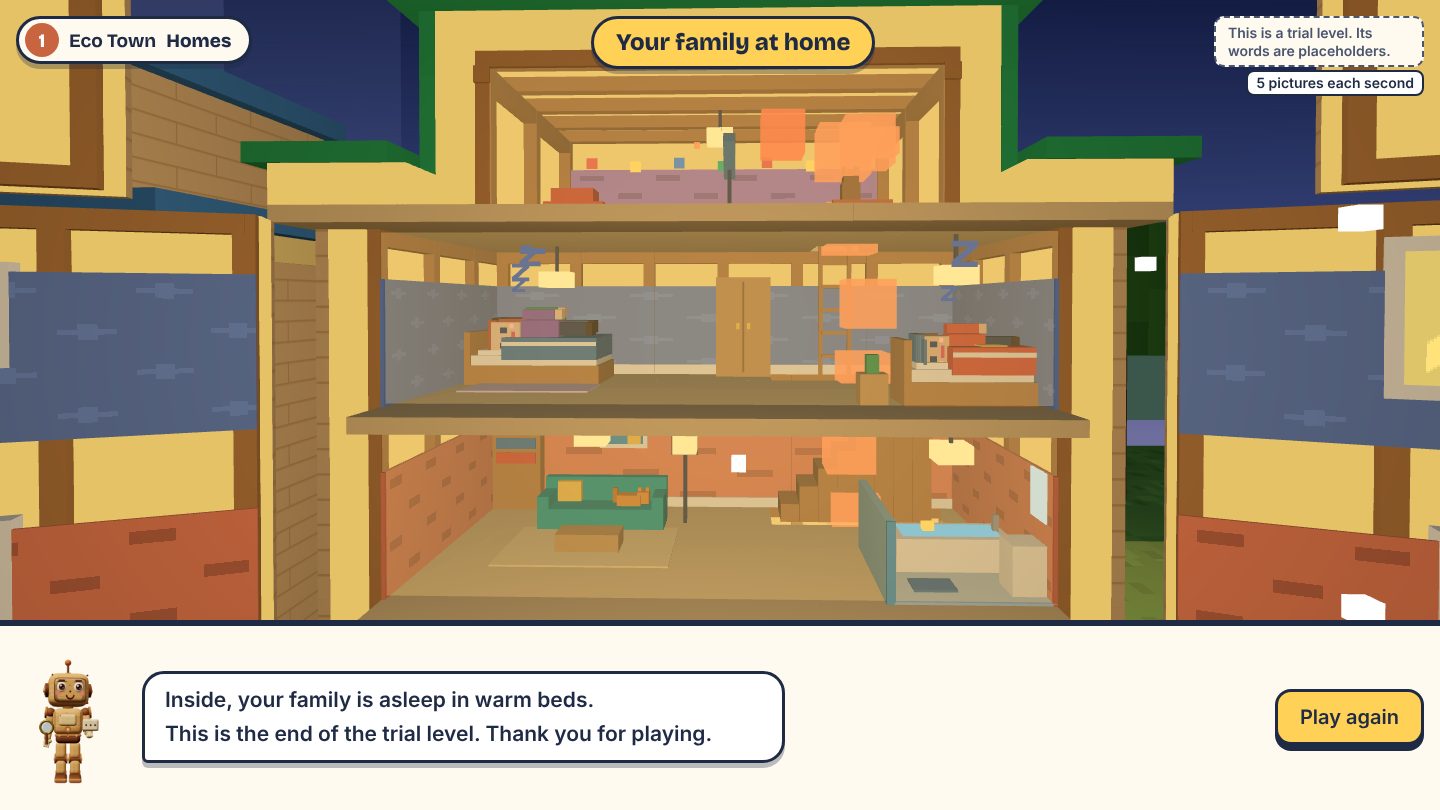 1 Eco Town Homes
Your family at home
This is a trial level. Its
words are placeholders.
5 pictures each second
Z
Z
Z
Z
Z
Inside, your family is asleep in warm beds.
This is the end of the trial level. Thank you for playing.
Play again